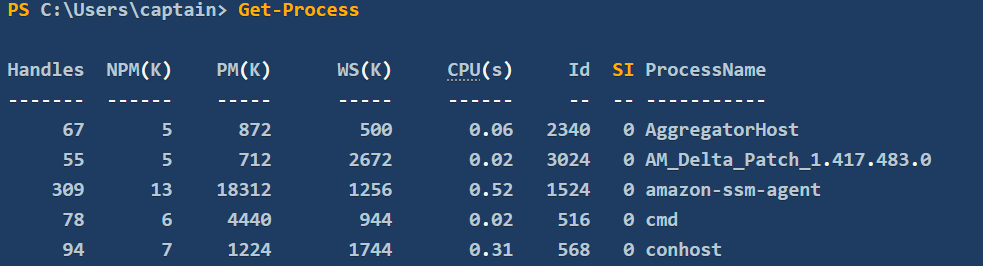 PS C:\Users\captain> Get-Process
Handles  NPM(K)    PM(K)      WS(K)     CPU(s)     Id  SI ProcessName
-------  ------    -----      -----     ------     --  -- -----------
     67       5      872        500       0.06   2340   0 AggregatorHost
     55       5      712       2672       0.02   3024   0 AM_Delta_Patch_1.417.483.0
    309      13    18312       1256       0.52   1524   0 amazon-ssm-agent
     78       6     4440        944       0.02    516   0 cmd
     94       7     1224       1744       0.31    568   0 conhost